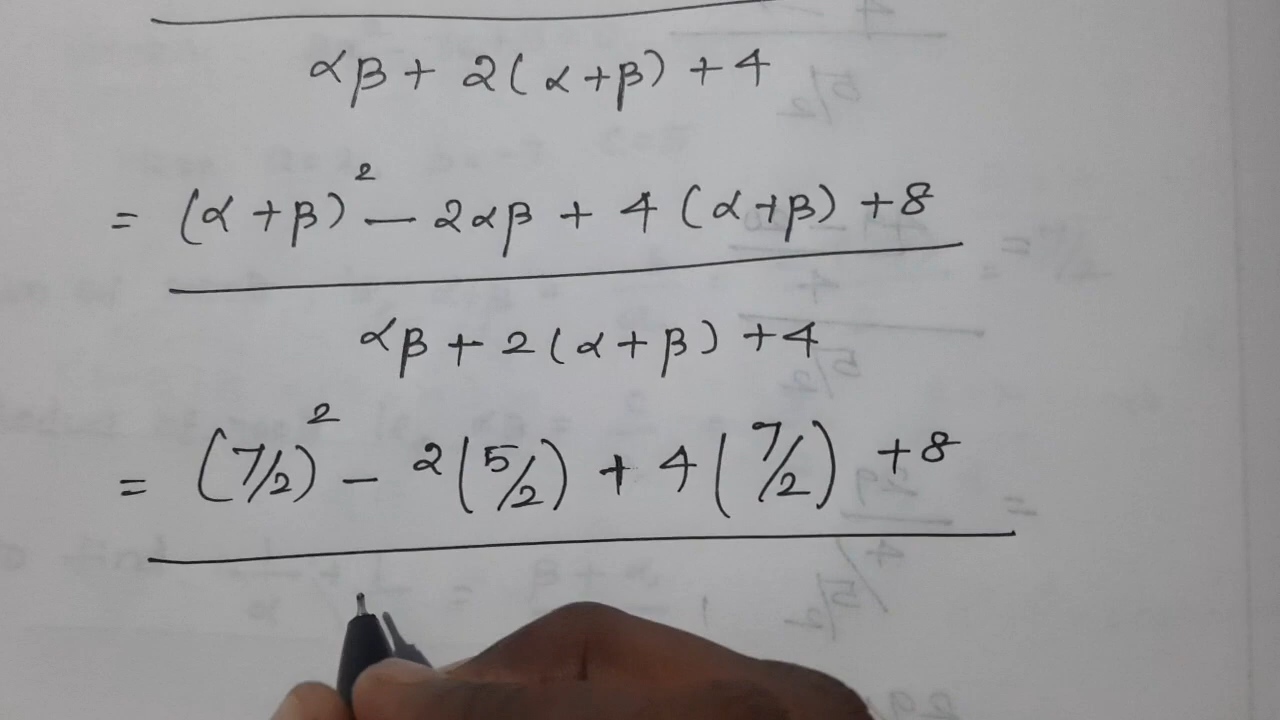 αβ + 2(α+β) + 4
= (α+β)² − 2αβ + 4(α+β) + 8
αβ + 2(α+β) + 4
= (7/2)² − 2(5/2) + 4(7/2) + 8